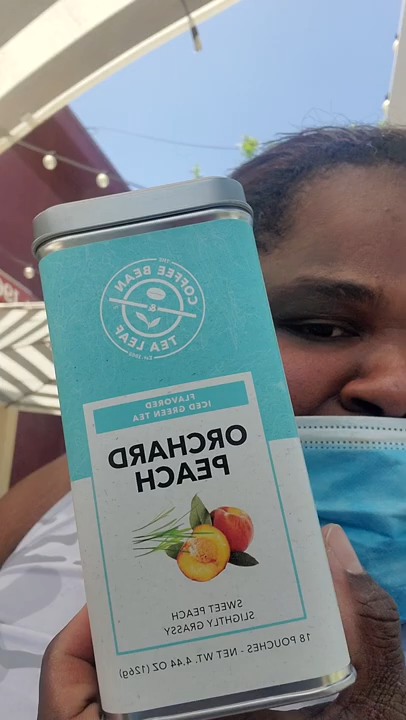 THE
COFFEE BEAN
&
TEA LEAF
Est. 1963
FLAVORED
ICED GREEN TEA
ORCHARD
PEACH
SWEET PEACH
SLIGHTLY GRASSY
18 POUCHES - NET WT. 4.44 OZ (126g)